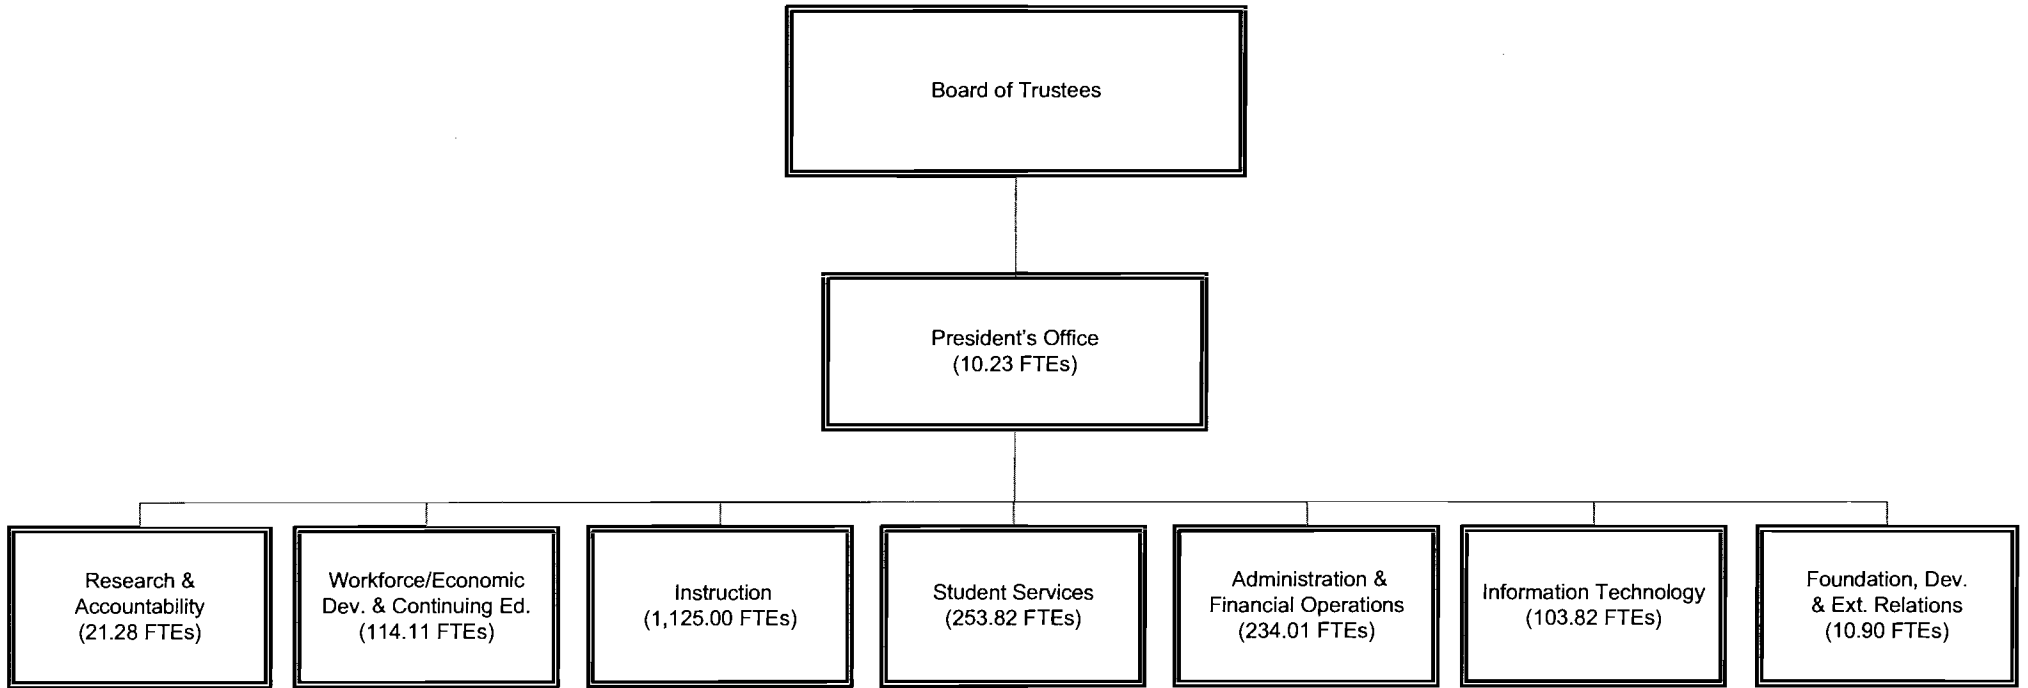 Board of Trustees
President's Office
(10.23 FTEs)
Research &
Accountability
(21.28 FTEs)
Workforce/Economic
Dev. & Continuing Ed.
(114.11 FTEs)
Instruction
(1,125.00 FTEs)
Student Services
(253.82 FTEs)
Administration &
Financial Operations
(234.01 FTEs)
Information Technology
(103.82 FTEs)
Foundation, Dev.
& Ext. Relations
(10.90 FTEs)